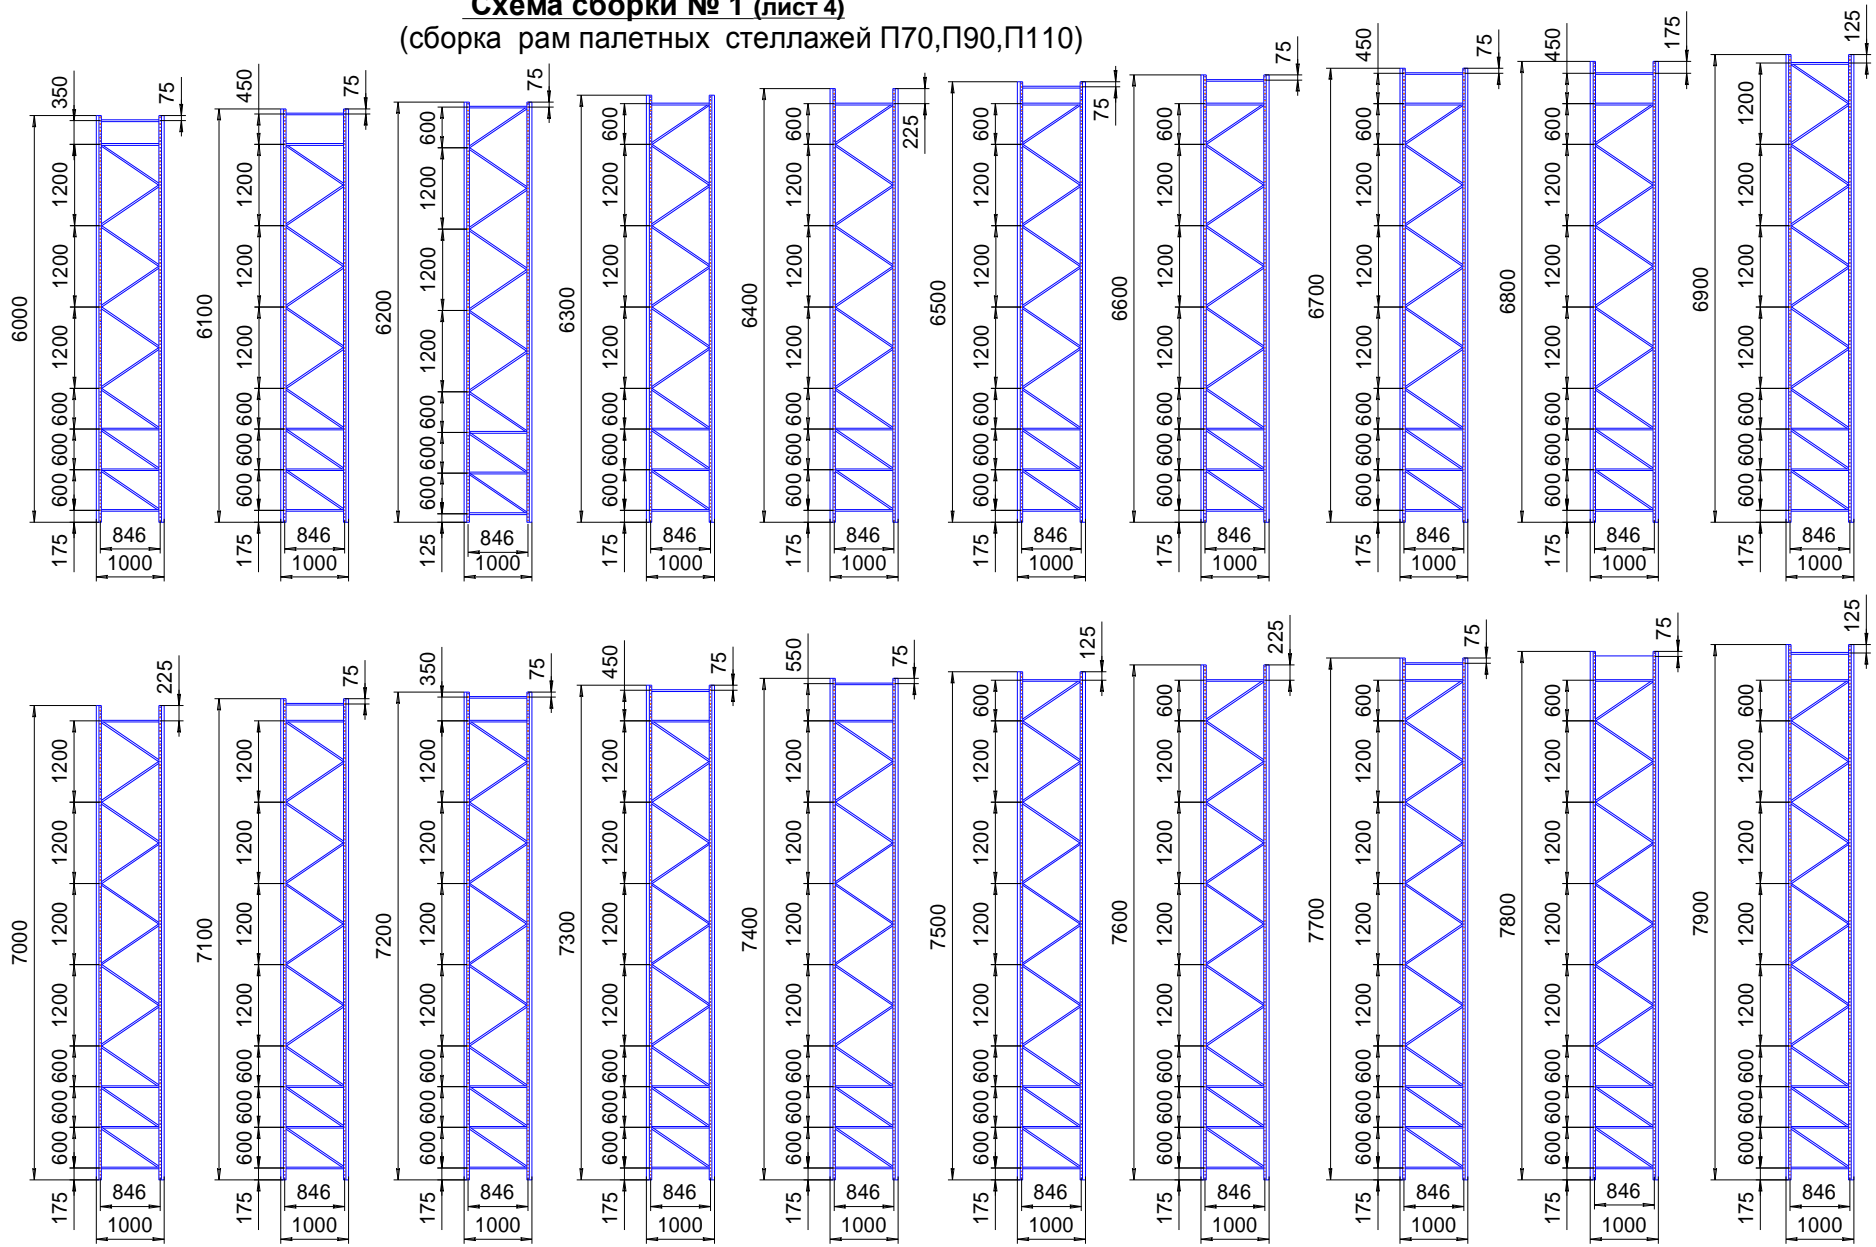 Схема сборки № 1 (лист 4)
(сборка рам палетных стеллажей П70,П90,П110)
6000 350 1200 1200 1200 1200 600 600 600 175 75 846 1000
6100 450 1200 1200 1200 1200 600 600 600 175 75 846 1000
6200 600 1200 1200 1200 600 600 600 125 75 846 1000
6300 600 1200 1200 1200 600 600 600 175 846 1000
6400 600 1200 1200 1200 600 600 600 175 225 846 1000
6500 600 1200 1200 1200 600 600 600 175 75 846 1000
6600 600 1200 1200 1200 600 600 600 175 75 846 1000
6700 450 600 1200 1200 1200 600 600 600 175 75 846 1000
6800 450 600 1200 1200 1200 600 600 600 175 175 846 1000
6900 1200 1200 1200 1200 600 600 600 175 125 846 1000
7000 1200 1200 1200 1200 600 600 600 175 225 846 1000
7100 1200 1200 1200 1200 600 600 600 175 75 846 1000
7200 350 1200 1200 1200 1200 600 600 600 175 75 846 1000
7300 450 1200 1200 1200 1200 600 600 600 175 75 846 1000
7400 550 1200 1200 1200 1200 600 600 600 175 75 846 1000
7500 600 1200 1200 1200 1200 600 600 600 175 125 846 1000
7600 600 1200 1200 1200 1200 600 600 600 175 225 846 1000
7700 600 1200 1200 1200 1200 600 600 600 175 75 846 1000
7800 600 1200 1200 1200 1200 600 600 600 175 75 846 1000
7900 600 1200 1200 1200 1200 600 600 600 175 125 846 1000